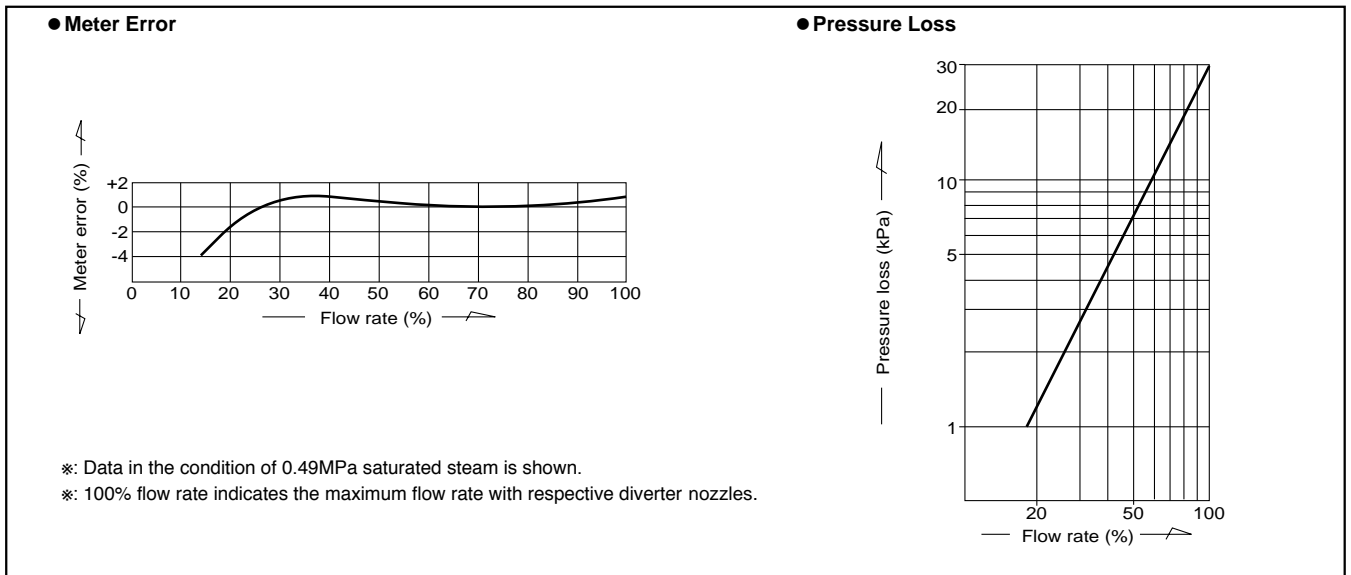 ● Meter Error
Meter error (%)
+2
0
-2
-4
0 10 20 30 40 50 60 70 80 90 100
Flow rate (%)
※: Data in the condition of 0.49MPa saturated steam is shown.
※: 100% flow rate indicates the maximum flow rate with respective diverter nozzles.
● Pressure Loss
Pressure loss (kPa)
30
20
10
5
1
20 50 100
Flow rate (%)